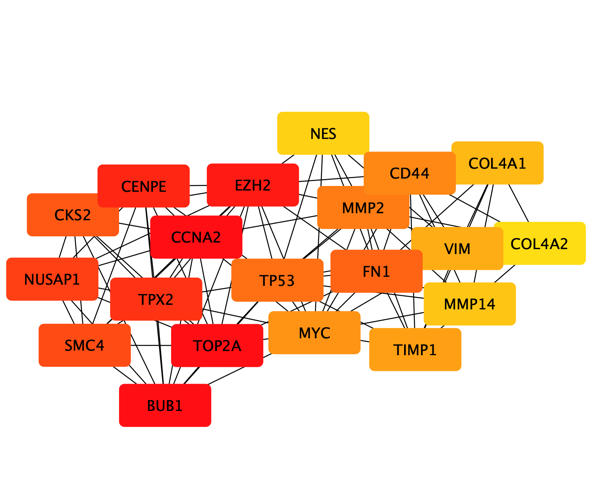 NES
COL4A1
CD44
CENPE
EZH2
MMP2
CKS2
CCNA2
VIM
COL4A2
NUSAP1
TP53
FN1
TPX2
MMP14
MYC
SMC4
TOP2A
TIMP1
BUB1